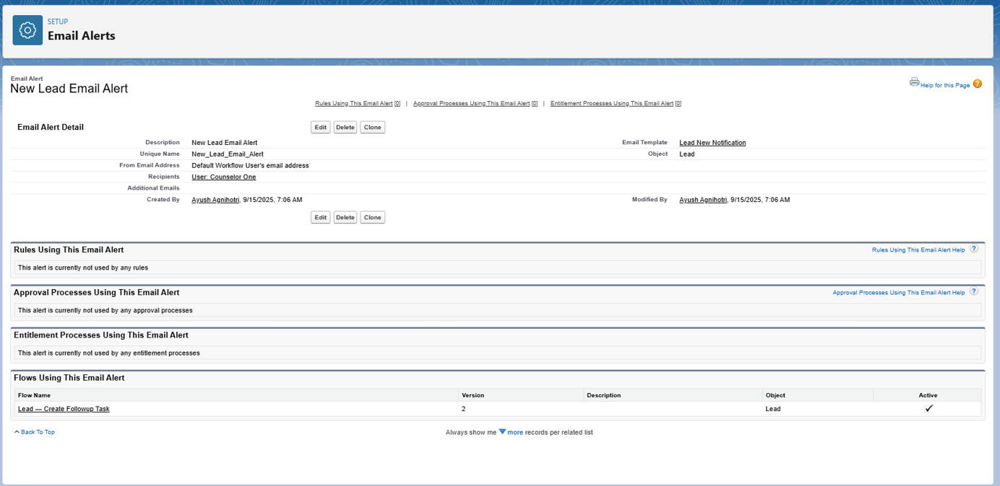 SETUP
Email Alerts
Email Alert
New Lead Email Alert
Help for this Page ?
Rules Using This Email Alert [0] | Approval Processes Using This Email Alert [0] | Entitlement Processes Using This Email Alert [0]
Email Alert Detail Edit Delete Clone
Description New Lead Email Alert Email Template Lead New Notification
Unique Name New_Lead_Email_Alert Object Lead
From Email Address Default Workflow User's email address
Recipients User: Counselor One
Additional Emails
Created By Ayush Agnihotri, 9/15/2025, 7:06 AM Modified By Ayush Agnihotri, 9/15/2025, 7:06 AM
Edit Delete Clone
Rules Using This Email Alert Rules Using This Email Alert Help ?
This alert is currently not used by any rules
Approval Processes Using This Email Alert Approval Processes Using This Email Alert Help ?
This alert is currently not used by any approval processes
Entitlement Processes Using This Email Alert
This alert is currently not used by any entitlement processes
Flows Using This Email Alert
Flow Name Version Description Object Active
Lead — Create Followup Task 2 Lead ✓
Back To Top Always show me more records per related list